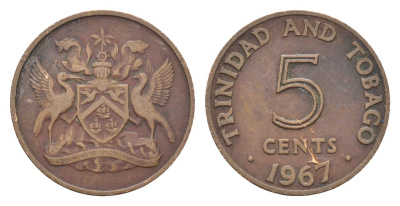 TRINIDAD AND TOBAGO
5
CENTS
· 1967 ·